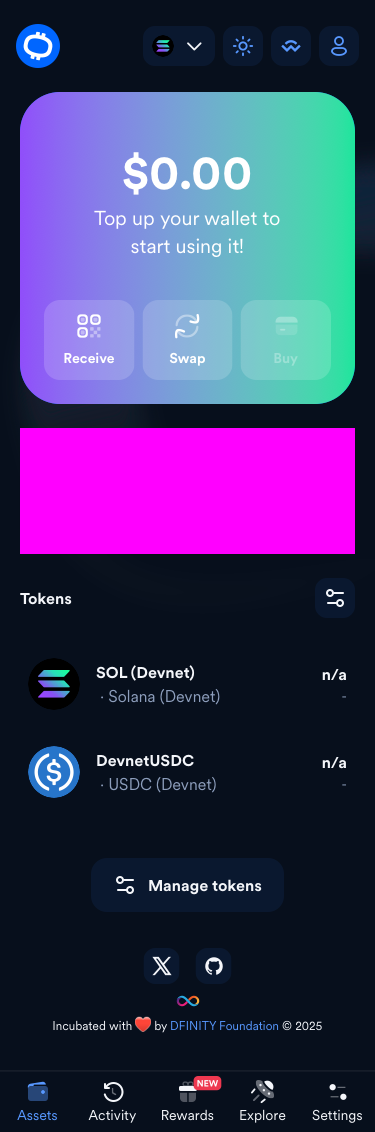 $0.00
Top up your wallet to
start using it!
Receive
Swap
Buy
Tokens
SOL (Devnet)
n/a
· Solana (Devnet)
-
DevnetUSDC
n/a
· USDC (Devnet)
-
Manage tokens
Incubated with ❤️ by DFINITY Foundation © 2025
NEW
Assets
Activity
Rewards
Explore
Settings